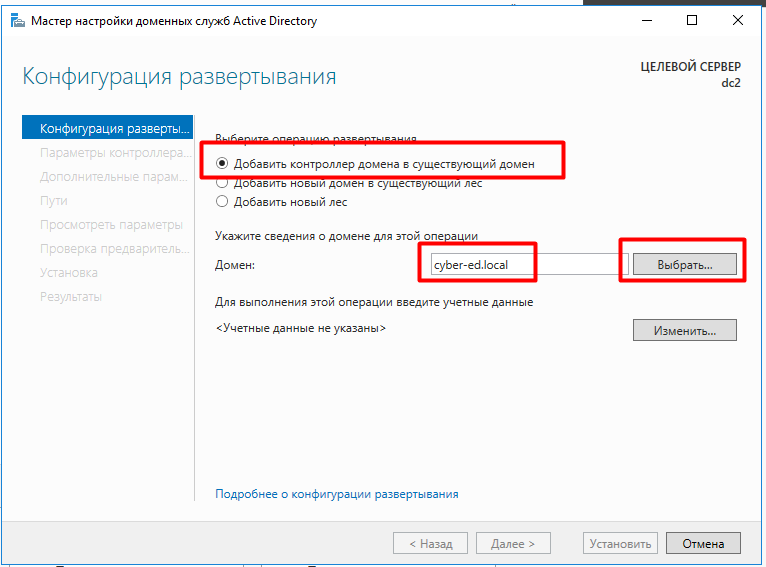 Мастер настройки доменных служб Active Directory
Конфигурация развертывания
ЦЕЛЕВОЙ СЕРВЕР
dc2
Конфигурация разверты...
Параметры контроллера...
Дополнительные парам...
Пути
Просмотреть параметры
Проверка предваритель...
Установка
Результаты
Выберите операцию развертывания
Добавить контроллер домена в существующий домен
Добавить новый домен в существующий лес
Добавить новый лес
Укажите сведения о домене для этой операции
Домен:
cyber-ed.local
Выбрать...
Для выполнения этой операции введите учетные данные
<Учетные данные не указаны>
Изменить...
Подробнее о конфигурации развертывания
< Назад
Далее >
Установить
Отмена